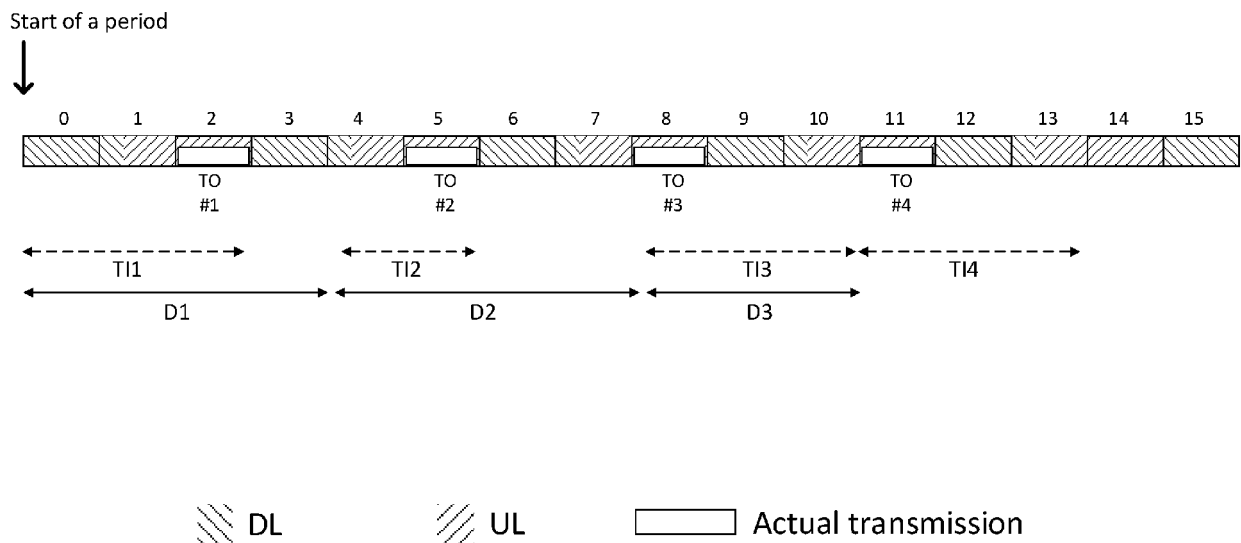 Start of a period
0 1 2 3 4 5 6 7 8 9 10 11 12 13 14 15
TO TO TO TO
#1 #2 #3 #4
TI1 TI2 TI3 TI4
D1 D2 D3
DL UL Actual transmission